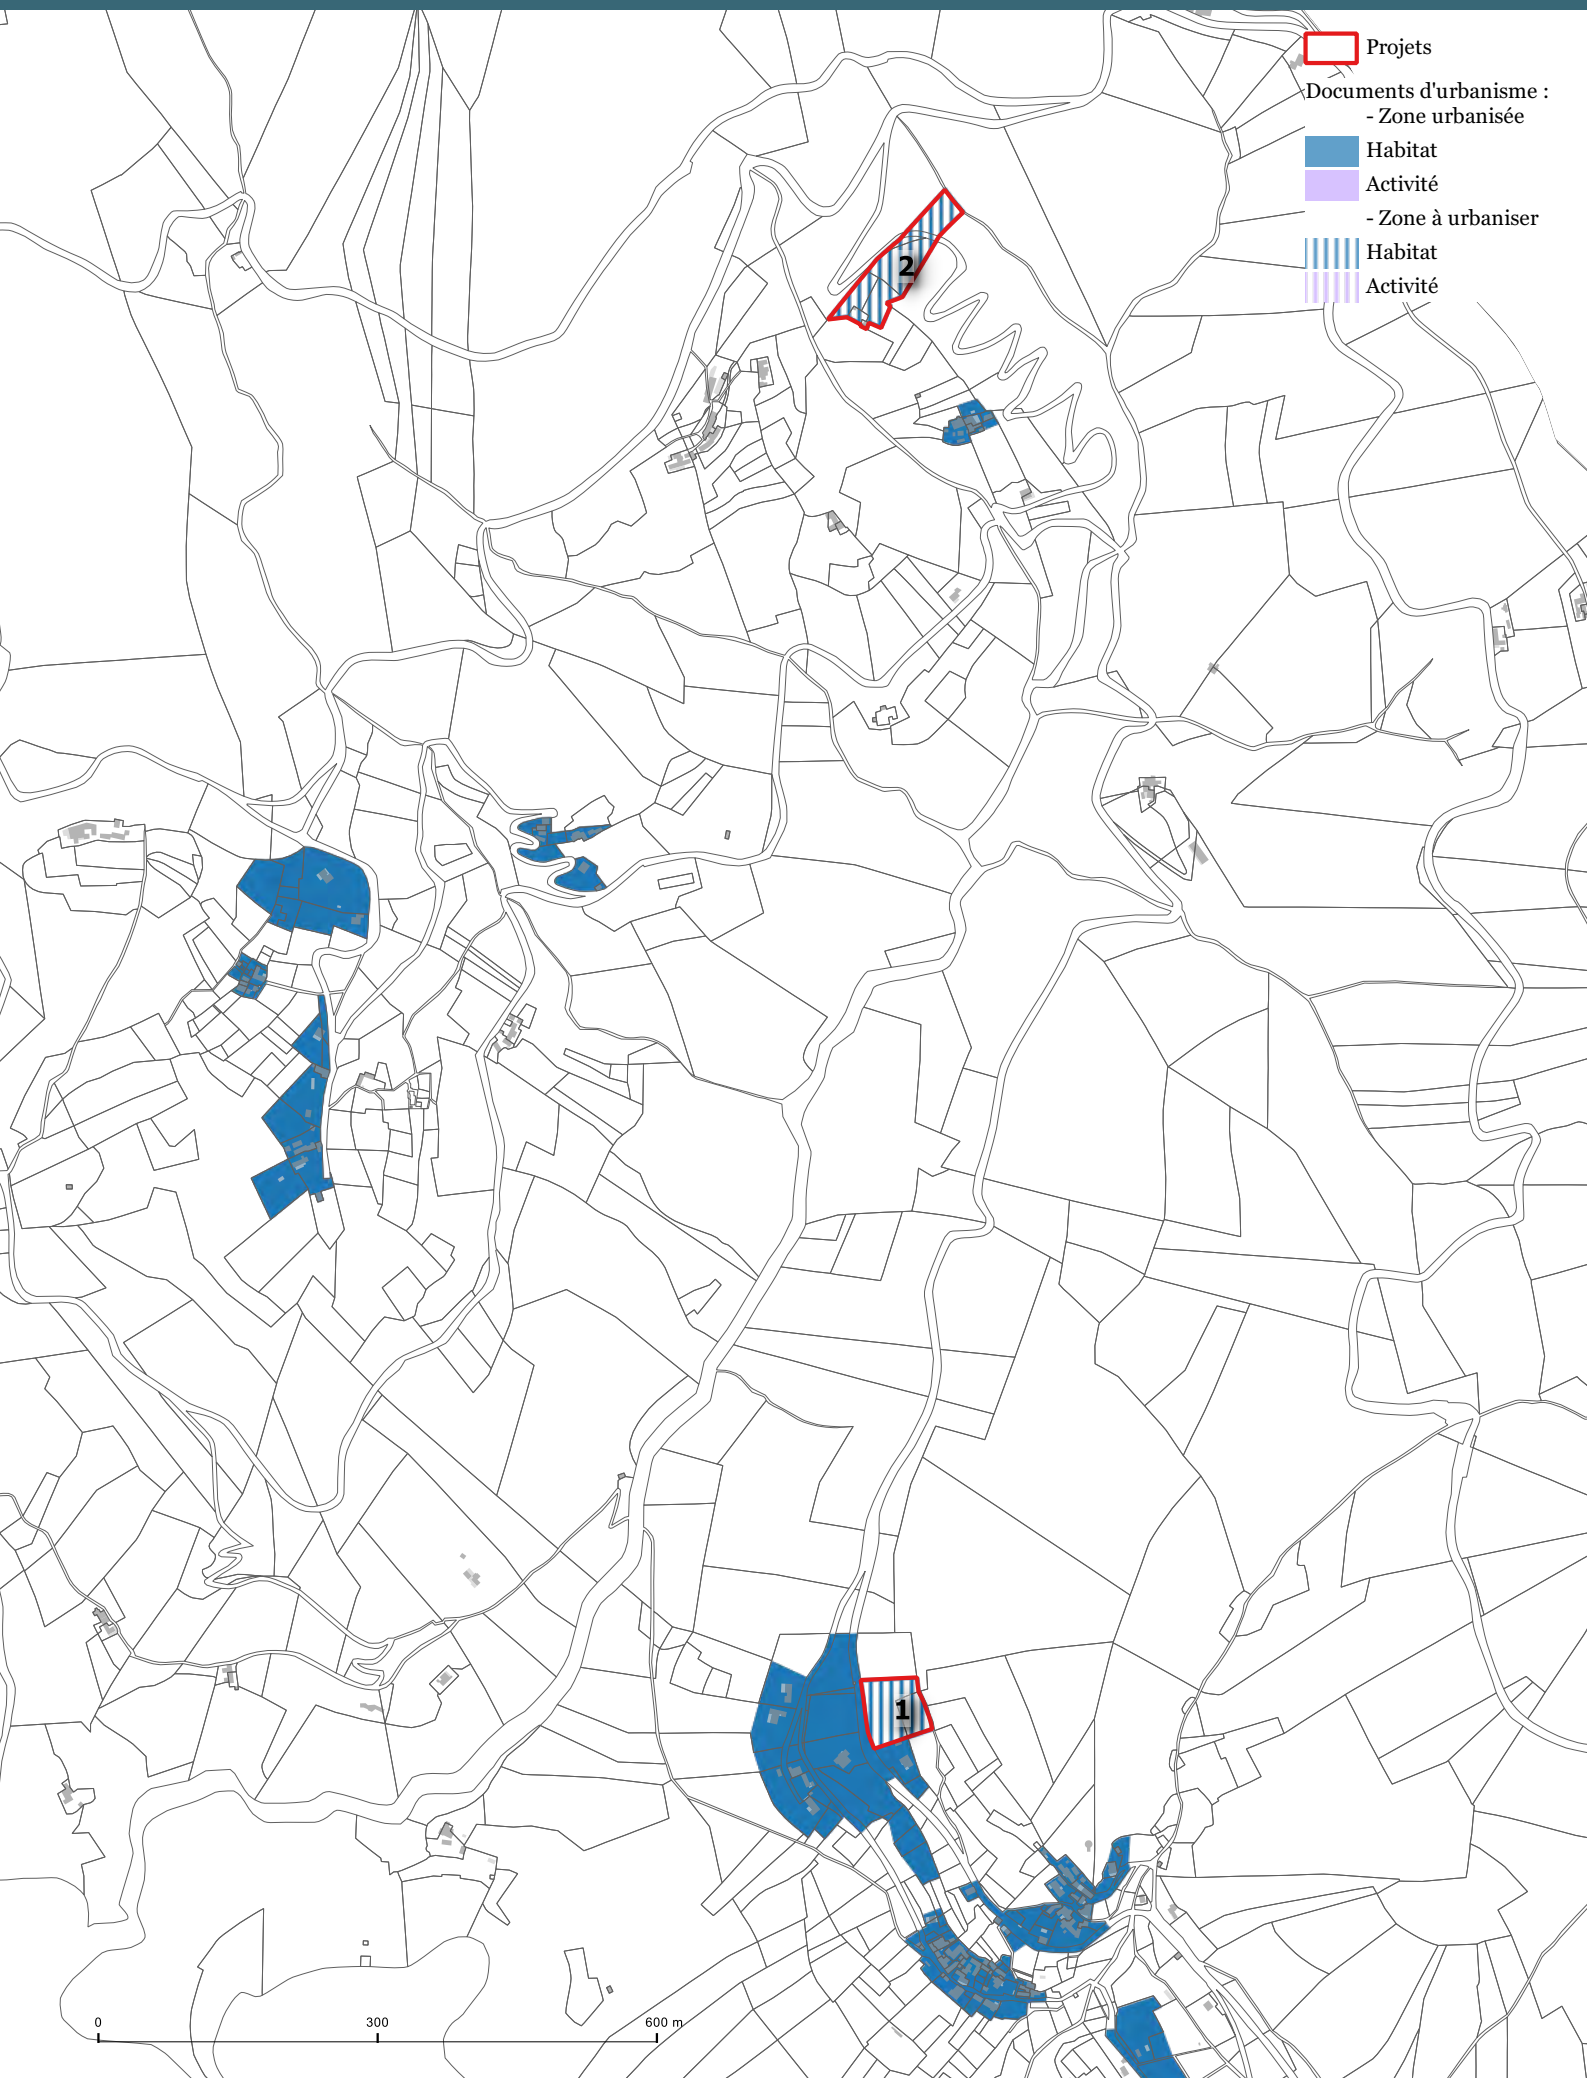 Projets
Documents d'urbanisme :
- Zone urbanisée
Habitat
Activité
- Zone à urbaniser
Habitat
Activité
2
1
0 300 600 m